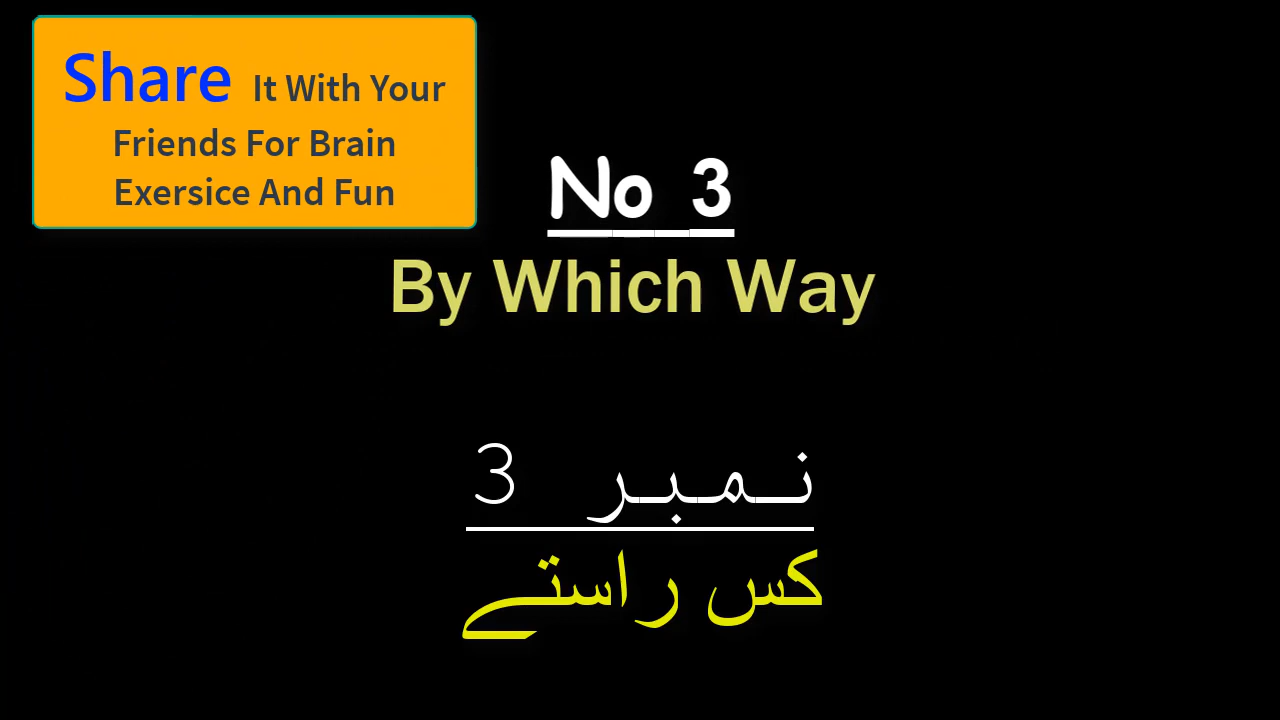 Share It With Your
Friends For Brain
Exersice And Fun
No 3
By Which Way
نمبر 3
کس راستے